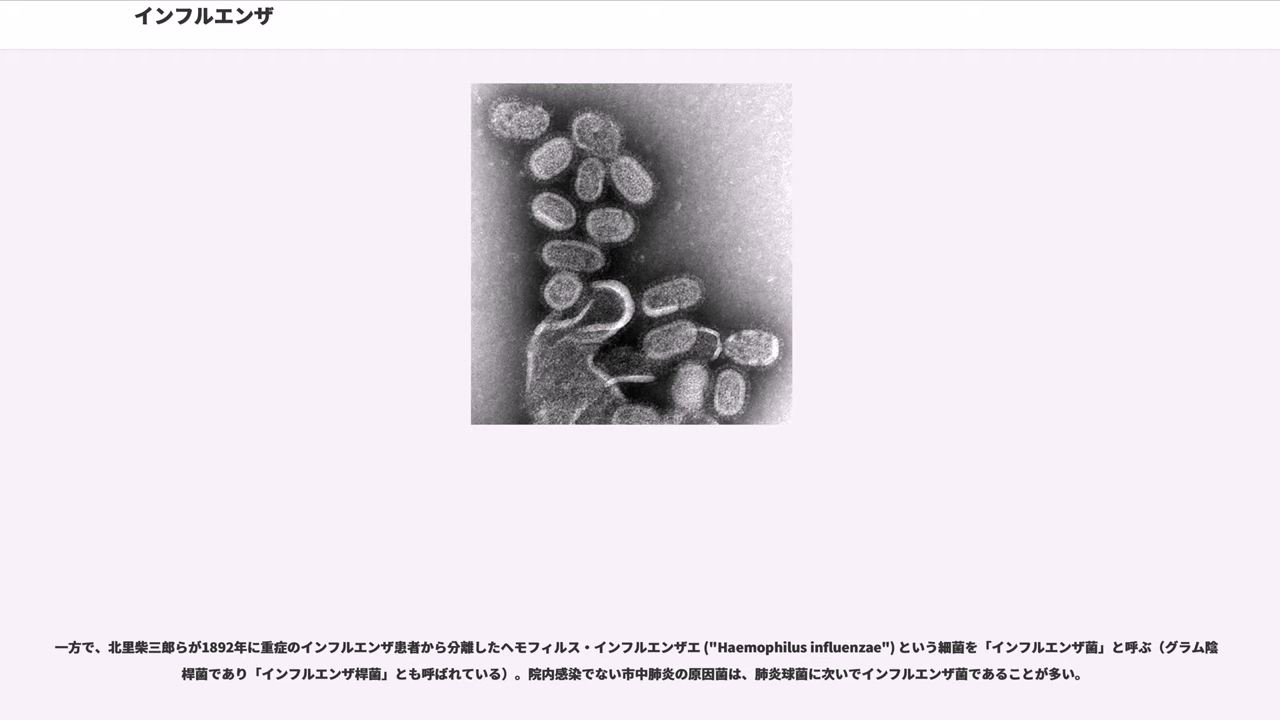 インフルエンザ
一方で、北里柴三郎らが1892年に重症のインフルエンザ患者から分離したヘモフィルス・インフルエンザエ ("Haemophilus influenzae") という細菌を「インフルエンザ菌」と呼ぶ（グラム陰
桿菌であり「インフルエンザ桿菌」とも呼ばれている）。院内感染でない市中肺炎の原因菌は、肺炎球菌に次いでインフルエンザ菌であることが多い。